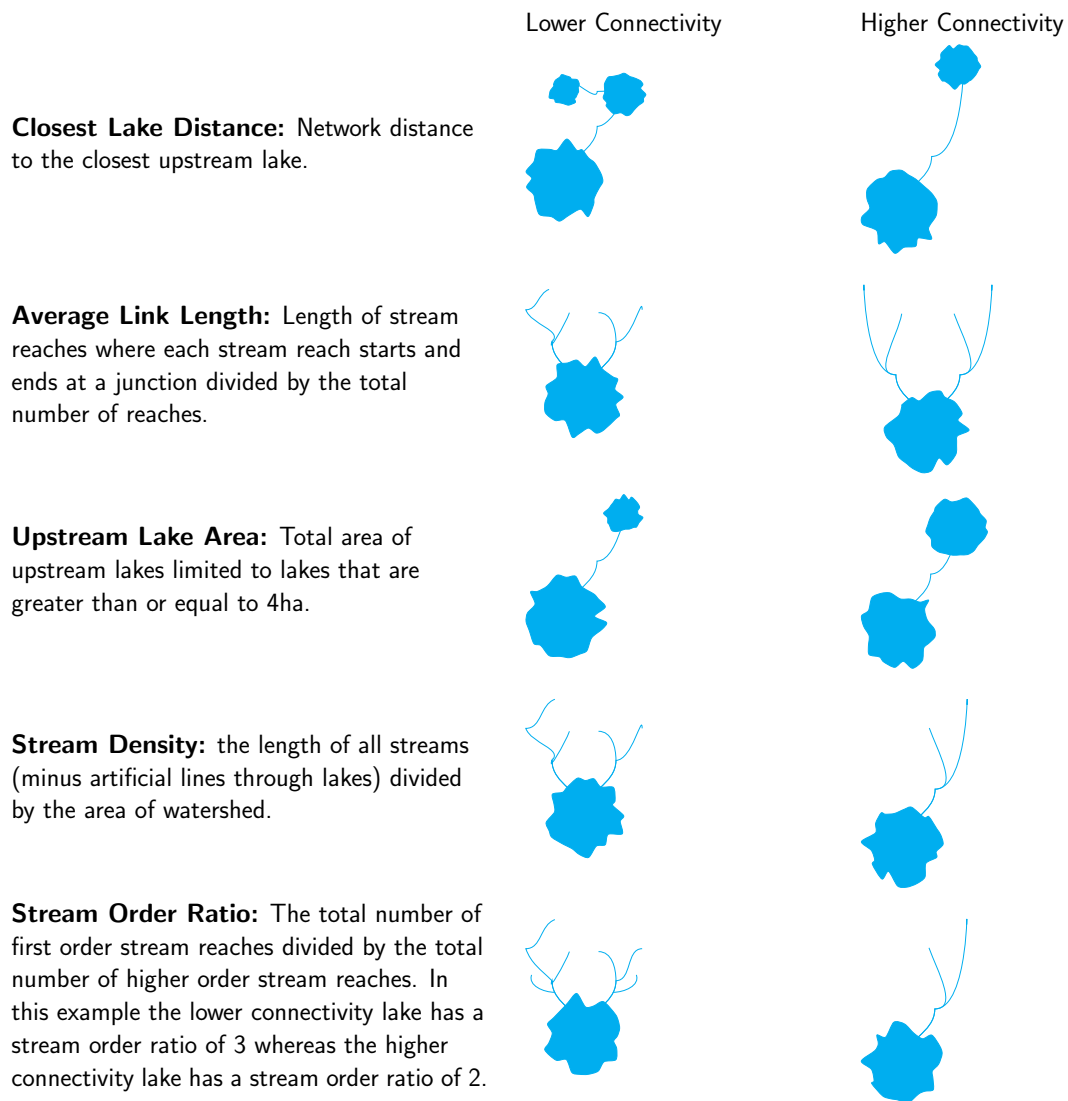 Lower Connectivity
Higher Connectivity
Closest Lake Distance: Network distance
to the closest upstream lake.
Average Link Length: Length of stream
reaches where each stream reach starts and
ends at a junction divided by the total
number of reaches.
Upstream Lake Area: Total area of
upstream lakes limited to lakes that are
greater than or equal to 4ha.
Stream Density: the length of all streams
(minus artificial lines through lakes) divided
by the area of watershed.
Stream Order Ratio: The total number of
first order stream reaches divided by the total
number of higher order stream reaches. In
this example the lower connectivity lake has a
stream order ratio of 3 whereas the higher
connectivity lake has a stream order ratio of 2.